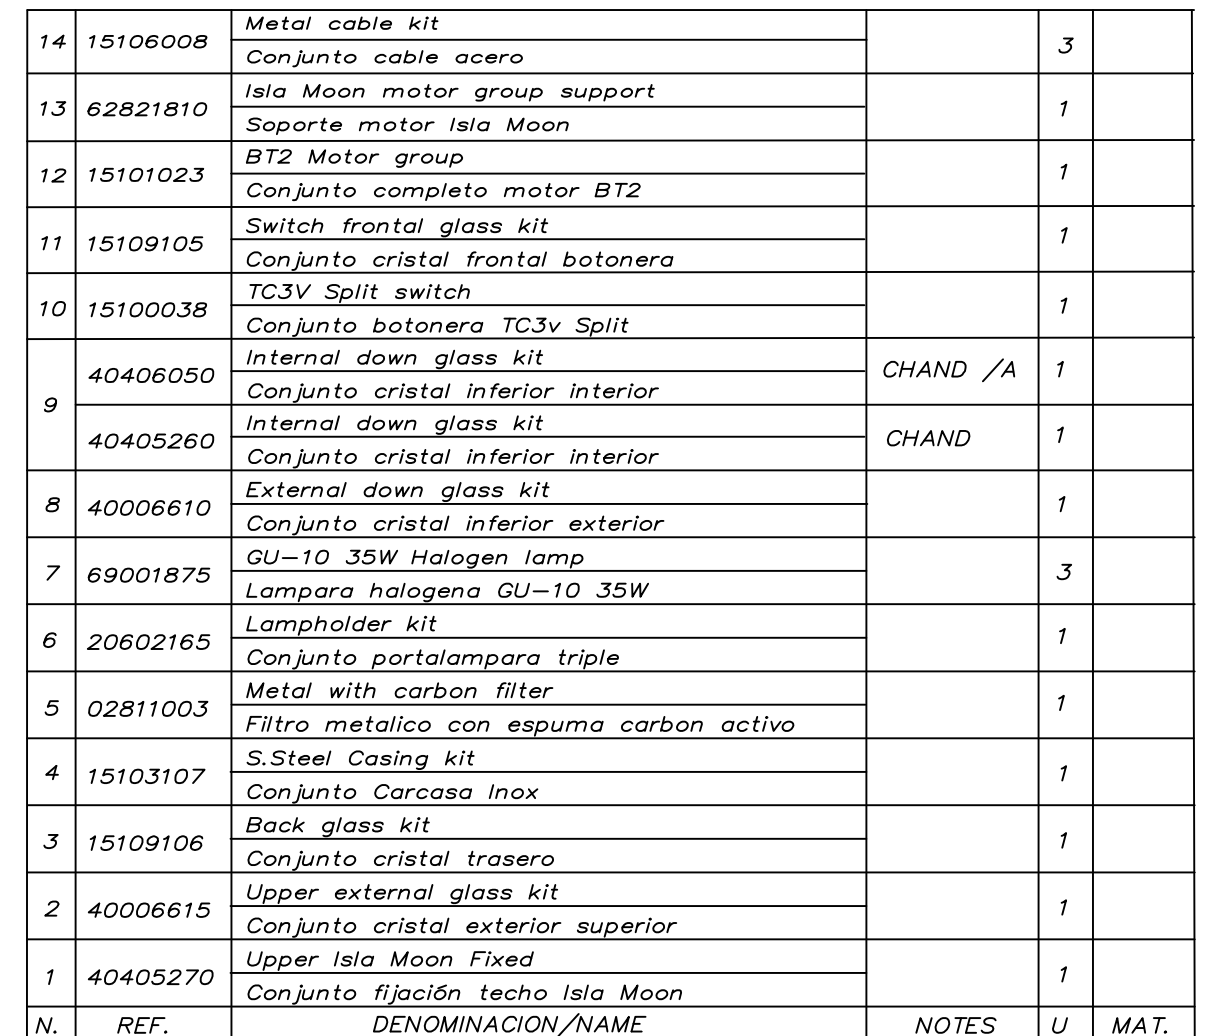 Metal cable kit
14 15106008 3
Conjunto cable acero
Isla Moon motor group support
13 62821810 1
Soporte motor Isla Moon
BT2 Motor group
12 15101023 1
Conjunto completo motor BT2
Switch frontal glass kit
11 15109105 1
Conjunto cristal frontal botonera
TC3V Split switch
10 15100038 1
Conjunto botonera TC3v Split
9
Internal down glass kit
40406050 CHAND /A 1
Conjunto cristal inferior interior
Internal down glass kit
40405260 CHAND 1
Conjunto cristal inferior interior
External down glass kit
8 40006610 1
Conjunto cristal inferior exterior
GU-10 35W Halogen lamp
7 69001875 3
Lampara halogena GU-10 35W
Lampholder kit
6 20602165 1
Conjunto portalampara triple
Metal with carbon filter
5 02811003 1
Filtro metalico con espuma carbon activo
S.Steel Casing kit
4 15103107 1
Conjunto Carcasa Inox
Back glass kit
3 15109106 1
Conjunto cristal trasero
Upper external glass kit
2 40006615 1
Conjunto cristal exterior superior
Upper Isla Moon Fixed
1 40405270 1
Conjunto fijación techo Isla Moon
N. REF. DENOMINACION/NAME NOTES U MAT.